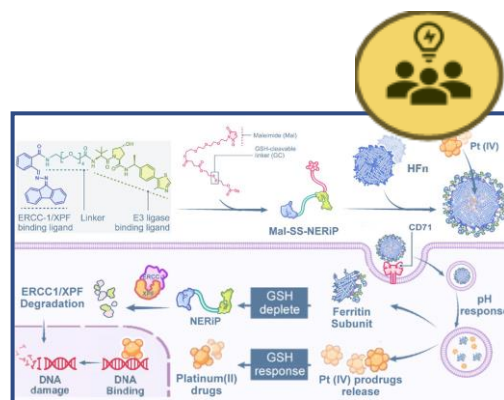 Maleimide (Mal)
GSH-cleavable
linker (GC)
HFn
Pt (IV)
ERCC-1/XPF
binding ligand
Linker
E3 ligase
binding ligand
Mal-SS-NERiP
CD71
ERCC1/XPF
Degradation
XPF
NERiP
GSH
deplete
Ferritin
Subunit
pH
response
DNA
damage
DNA
Binding
Platinum(II)
drugs
GSH
response
Pt (IV) prodrugs
release